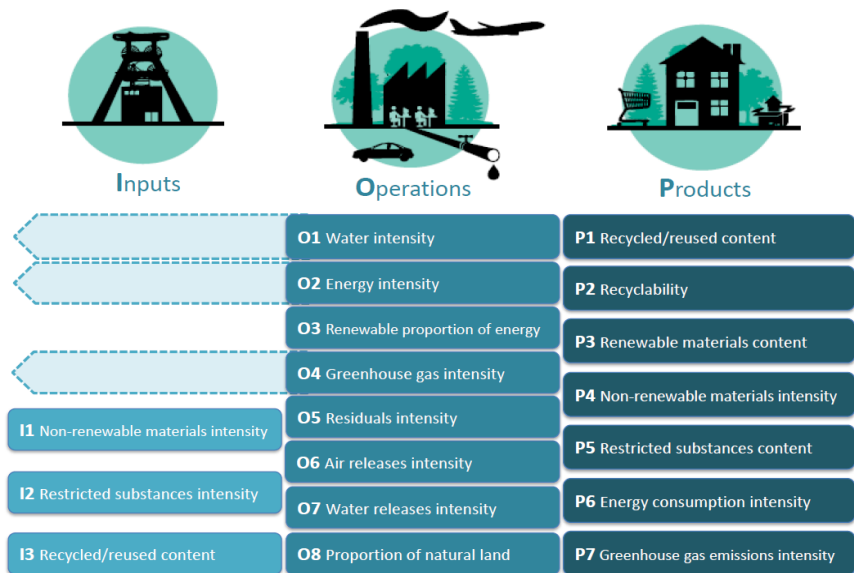 Inputs
Operations
Products
O1 Water intensity
O2 Energy intensity
O3 Renewable proportion of energy
O4 Greenhouse gas intensity
I1 Non-renewable materials intensity
O5 Residuals intensity
O6 Air releases intensity
I2 Restricted substances intensity
O7 Water releases intensity
I3 Recycled/reused content
O8 Proportion of natural land
P1 Recycled/reused content
P2 Recyclability
P3 Renewable materials content
P4 Non-renewable materials intensity
P5 Restricted substances content
P6 Energy consumption intensity
P7 Greenhouse gas emissions intensity